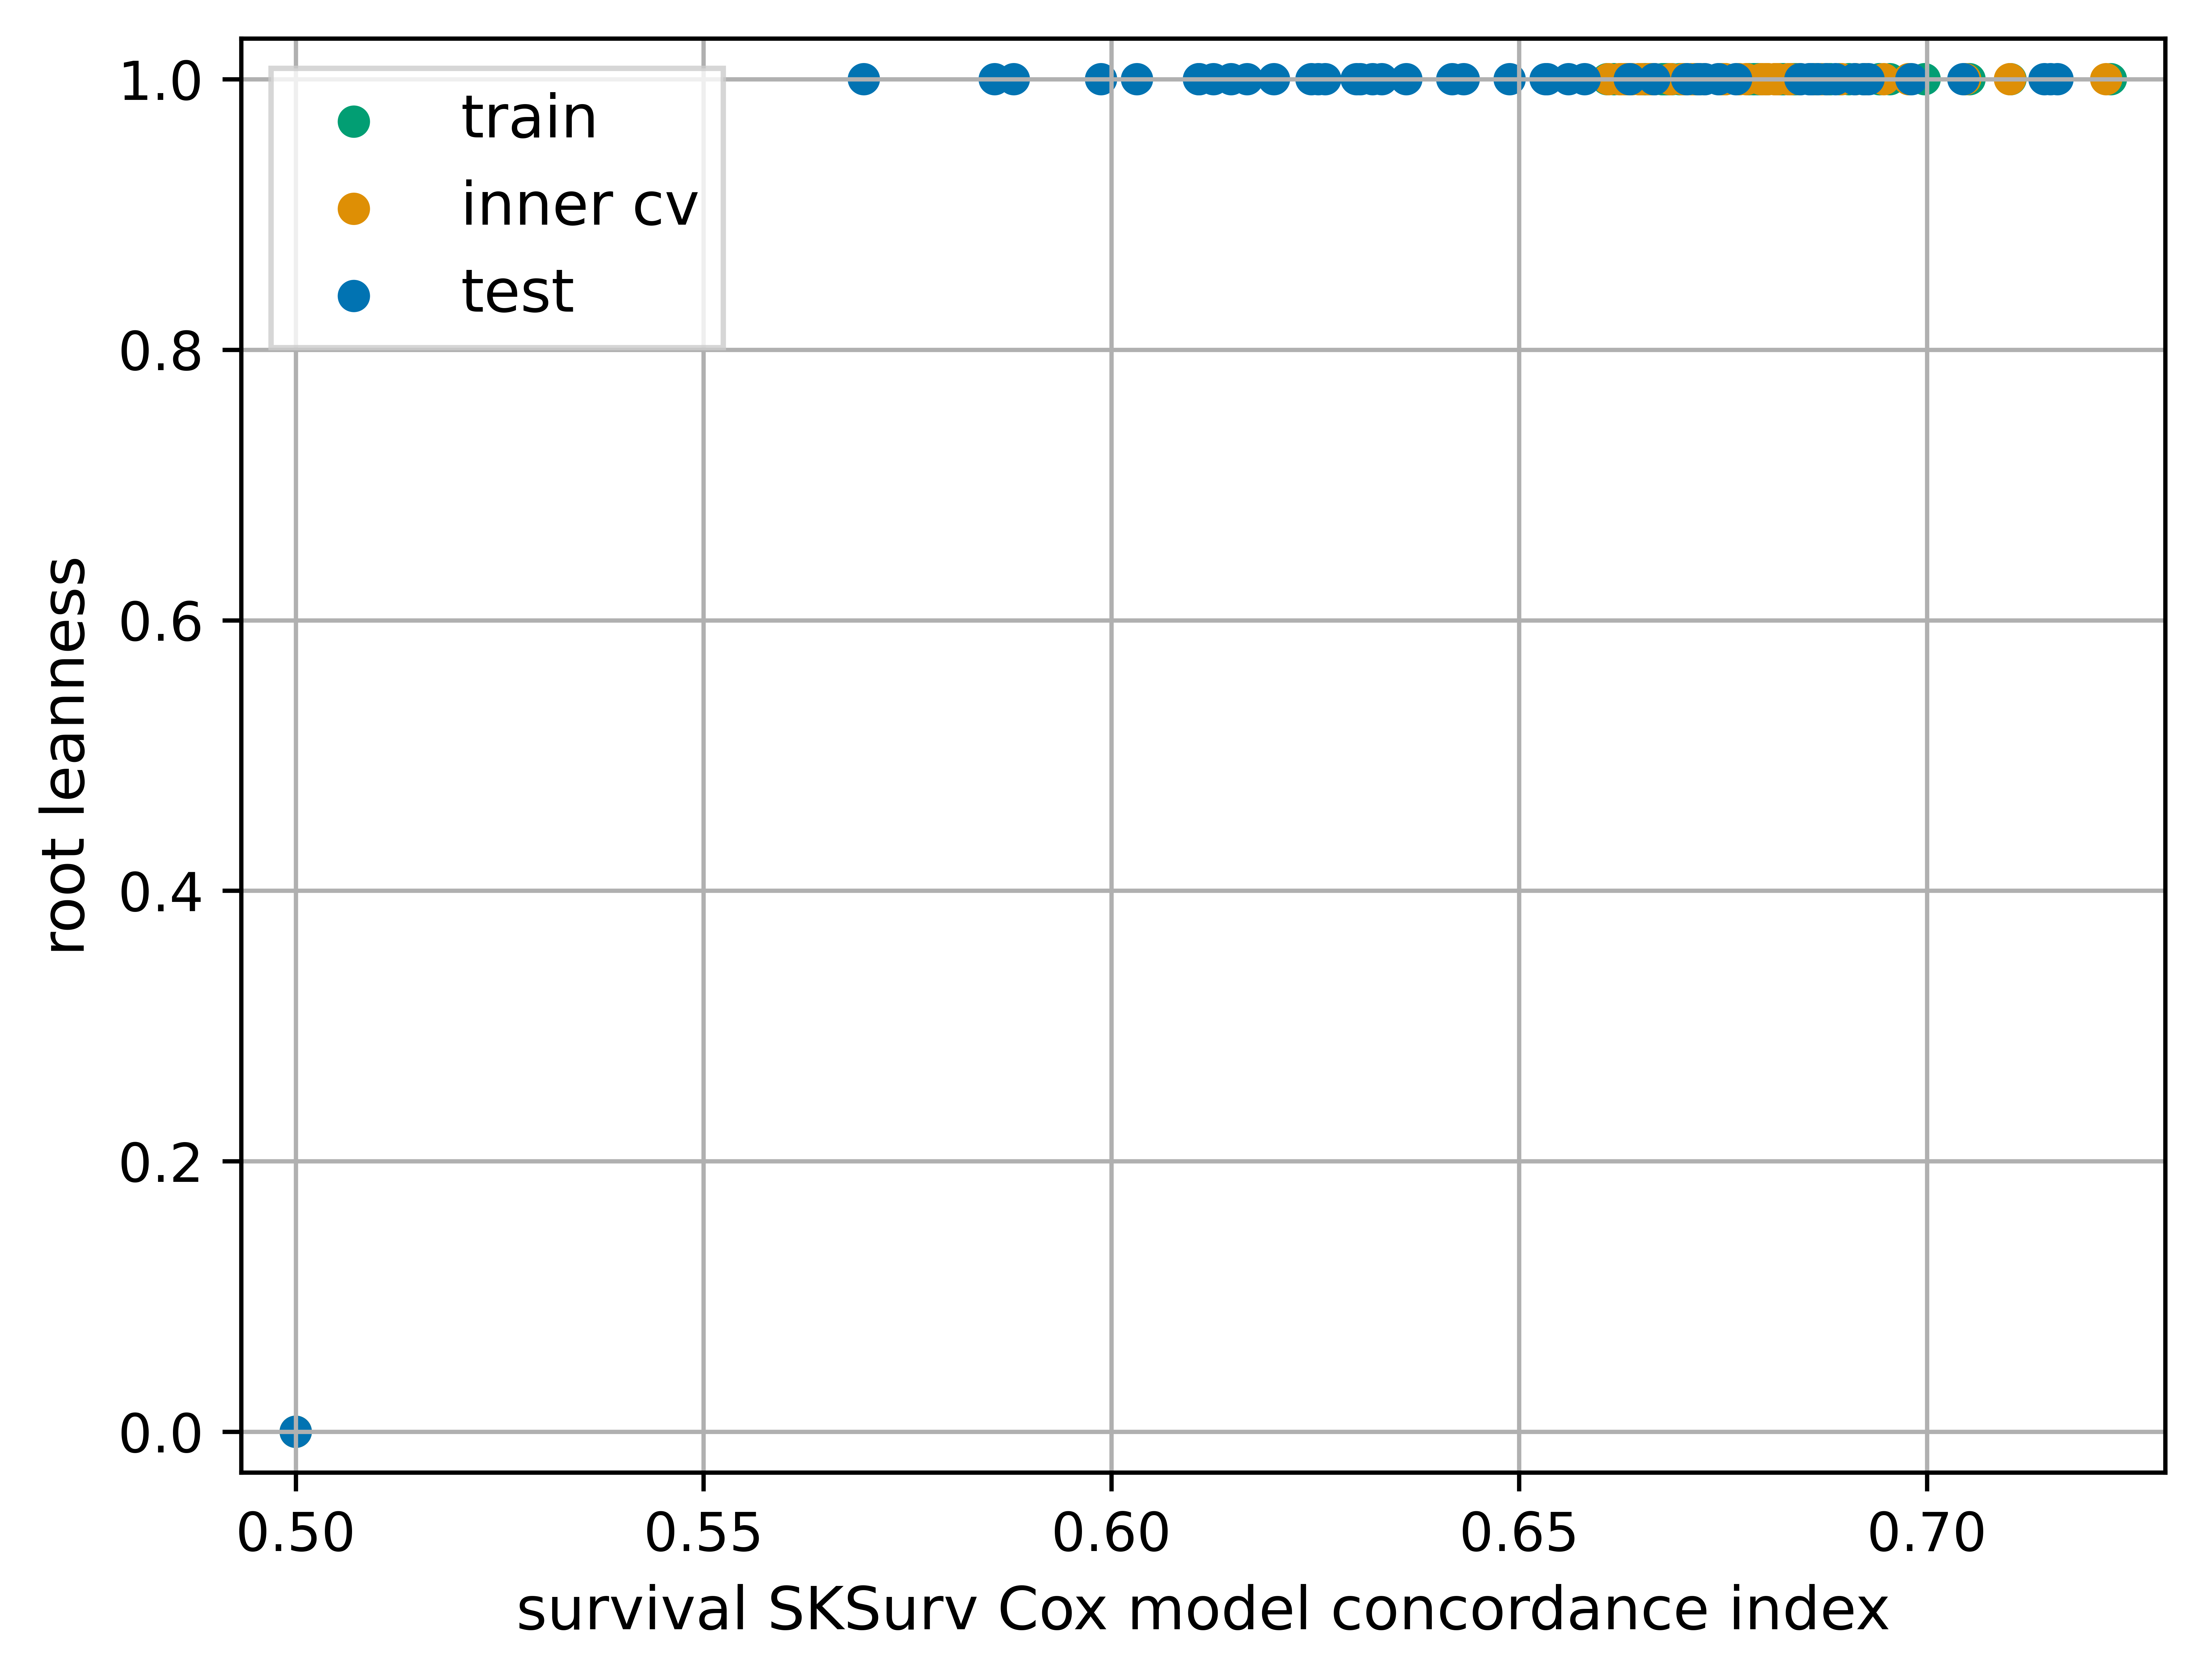 train
inner cv
test
1.0
0.8
0.6
0.4
0.2
0.0
root leanness
0.50 0.55 0.60 0.65 0.70
survival SKSurv Cox model concordance index